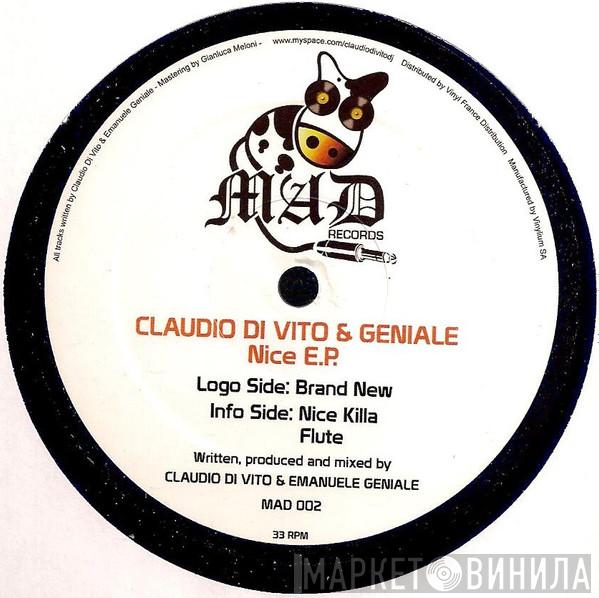 All tracks written by Claudio Di Vito & Emanuele Geniale - Mastering by Gianluca Meloni - www.myspace.com/claudiodivitodj Distributed by Vinyl France Distribution Manufactured by Vinylium SA
MAD
RECORDS
CLAUDIO DI VITO & GENIALE
Nice E.P.
Logo Side: Brand New
Info Side: Nice Killa
Flute
Written, produced and mixed by
CLAUDIO DI VITO & EMANUELE GENIALE
MAD 002
33 RPM
МАРКЕТ ВИНИЛА